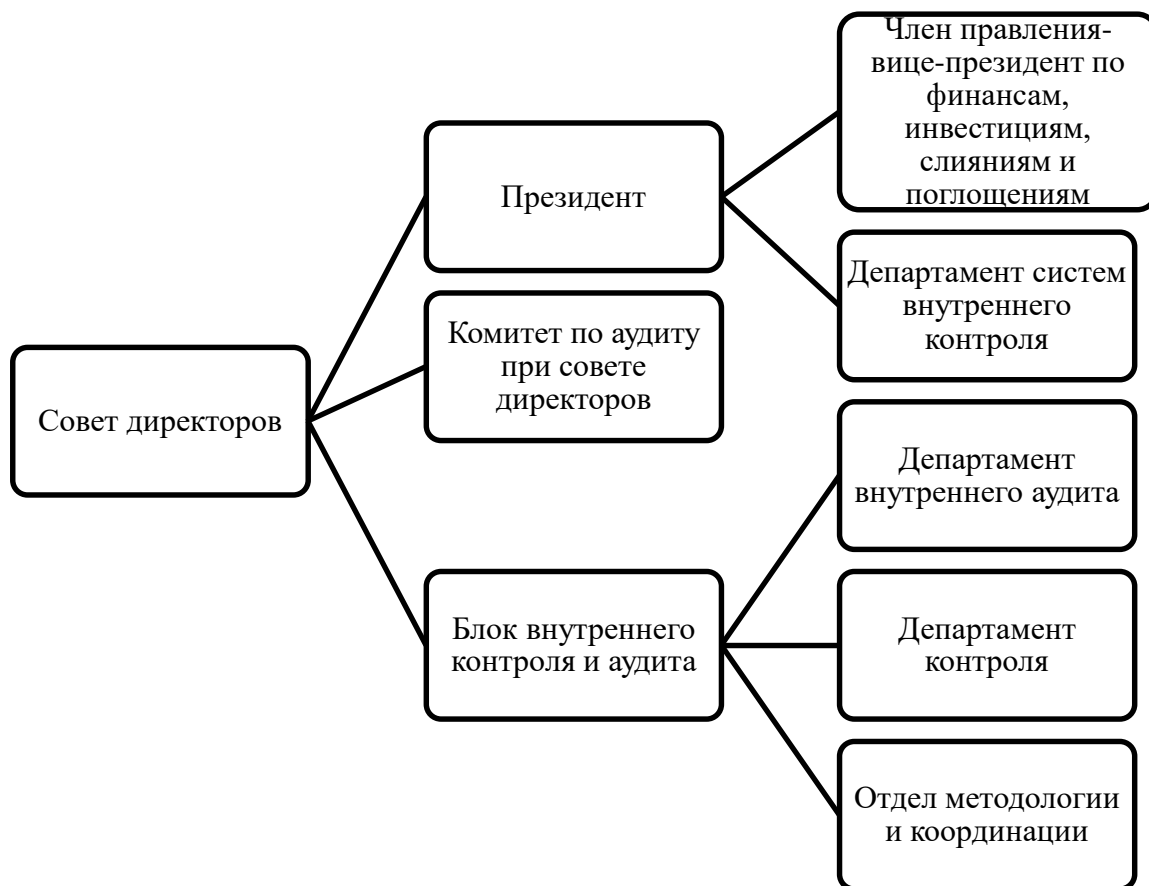 Член правления-
вице-президент по
финансам,
инвестициям,
слияниям и
поглощениям
Президент
Департамент систем
внутреннего
контроля
Комитет по аудиту
при совете
директоров
Совет директоров
Департамент
внутреннего аудита
Блок внутреннего
контроля и аудита
Департамент
контроля
Отдел методологии
и координации